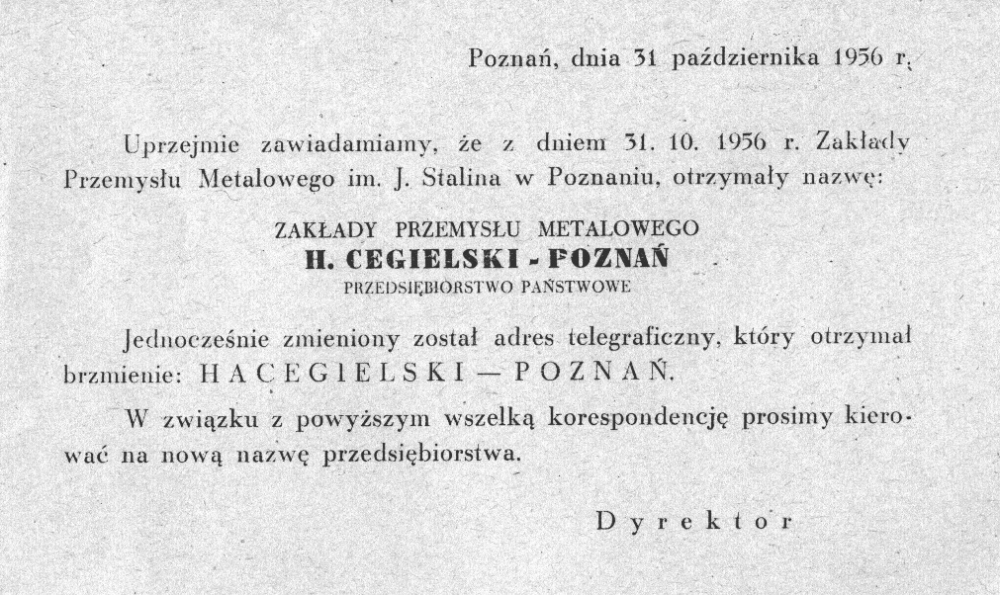 Poznań, dnia 31 października 1956 r.
Uprzejmie zawiadamiamy, że z dniem 31. 10. 1956 r. Zakłady
Przemysłu Metalowego im. J. Stalina w Poznaniu, otrzymały nazwę:
ZAKŁADY PRZEMYSŁU METALOWEGO
H. CEGIELSKI - POZNAŃ
PRZEDSIĘBIORSTWO PAŃSTWOWE
Jednocześnie zmieniony został adres telegraficzny, który otrzymał
brzmienie: HACEGIELSKI — POZNAŃ.
W związku z powyższym wszelką korespondencję prosimy kiero-
wać na nową nazwę przedsiębiorstwa.
Dyrektor